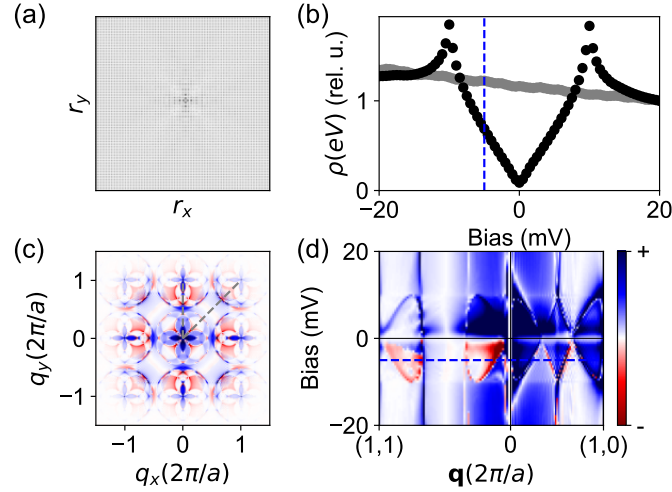 (a)
r_y
r_x
(b)
ρ(eV) (rel. u.)
1
0
−20
0
20
Bias (mV)
(c)
q_y(2π/a)
1
0
−1
−1
0
1
q_x(2π/a)
(d)
Bias (mV)
20
0
−20
(1,1)
0
(1,0)
q(2π/a)
+
-